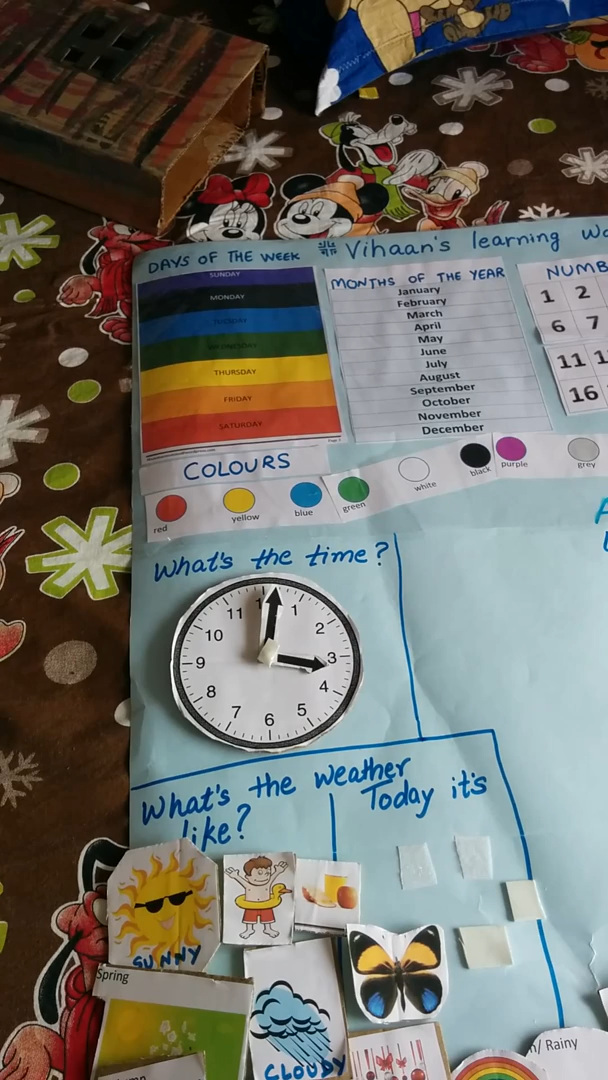 DAYS OF THE WEEK
Vihaan's learning
SUNDAY
MONDAY
TUESDAY
WEDNESDAY
THURSDAY
FRIDAY
SATURDAY
MONTHS OF THE YEAR
January
February
March
April
May
June
July
August
September
October
November
December
NUMB
1 2
6 7
11 1
16
COLOURS
red
yellow
blue
green
white
black
purple
grey
What's the time?
11 1
10 2
9 3
8 4
7 6 5
What's the weather like?
Today it's
SUNNY
Spring
CLOUDY
/ Rainy